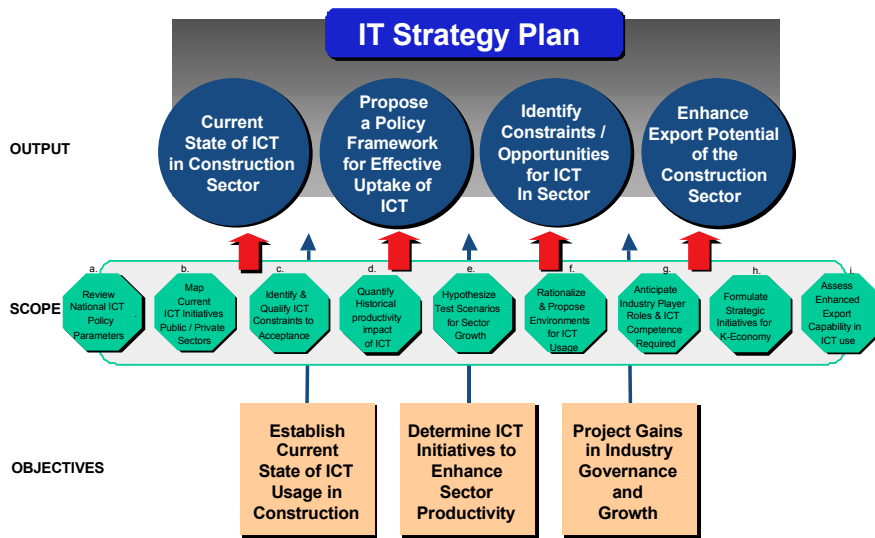 IT Strategy Plan
OUTPUT
Current
State of ICT
in Construction
Sector
Propose
a Policy
Framework
for Effective
Uptake of
ICT
Identify
Constraints /
Opportunities
for ICT
In Sector
Enhance
Export Potential
of the
Construction
Sector
SCOPE
a.
Review
National ICT
Policy
Parameters
b.
Map
Current
ICT Initiatives
Public / Private
Sectors
c.
Identify &
Qualify ICT
Constraints to
Acceptance
d.
Quantify
Historical
productivity
impact
of ICT
e.
Hypothesize
Test Scenarios
for Sector
Growth
f.
Rationalize
& Propose
Environments
for ICT
Usage
g.
Anticipate
Industry Player
Roles & ICT
Competence
Required
h.
Formulate
Strategic
Initiatives for
K-Economy
i.
Assess
Enhanced
Export
Capability in
ICT use
OBJECTIVES
Establish
Current
State of ICT
Usage in
Construction
Determine ICT
Initiatives to
Enhance
Sector
Productivity
Project Gains
in Industry
Governance
and
Growth